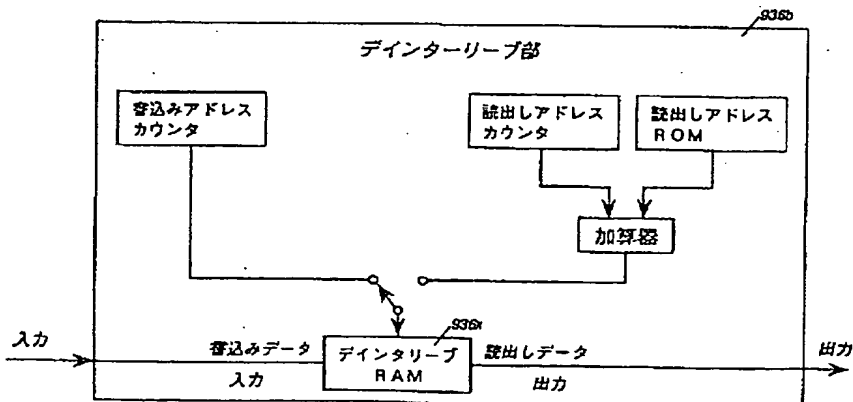 936b
デインターリーブ部
書込みアドレス
カウンタ
読出しアドレス
カウンタ
読出しアドレス
ROM
加算器
936x
入力
書込みデータ
入力
デインタリーブ
RAM
読出しデータ
出力
出力